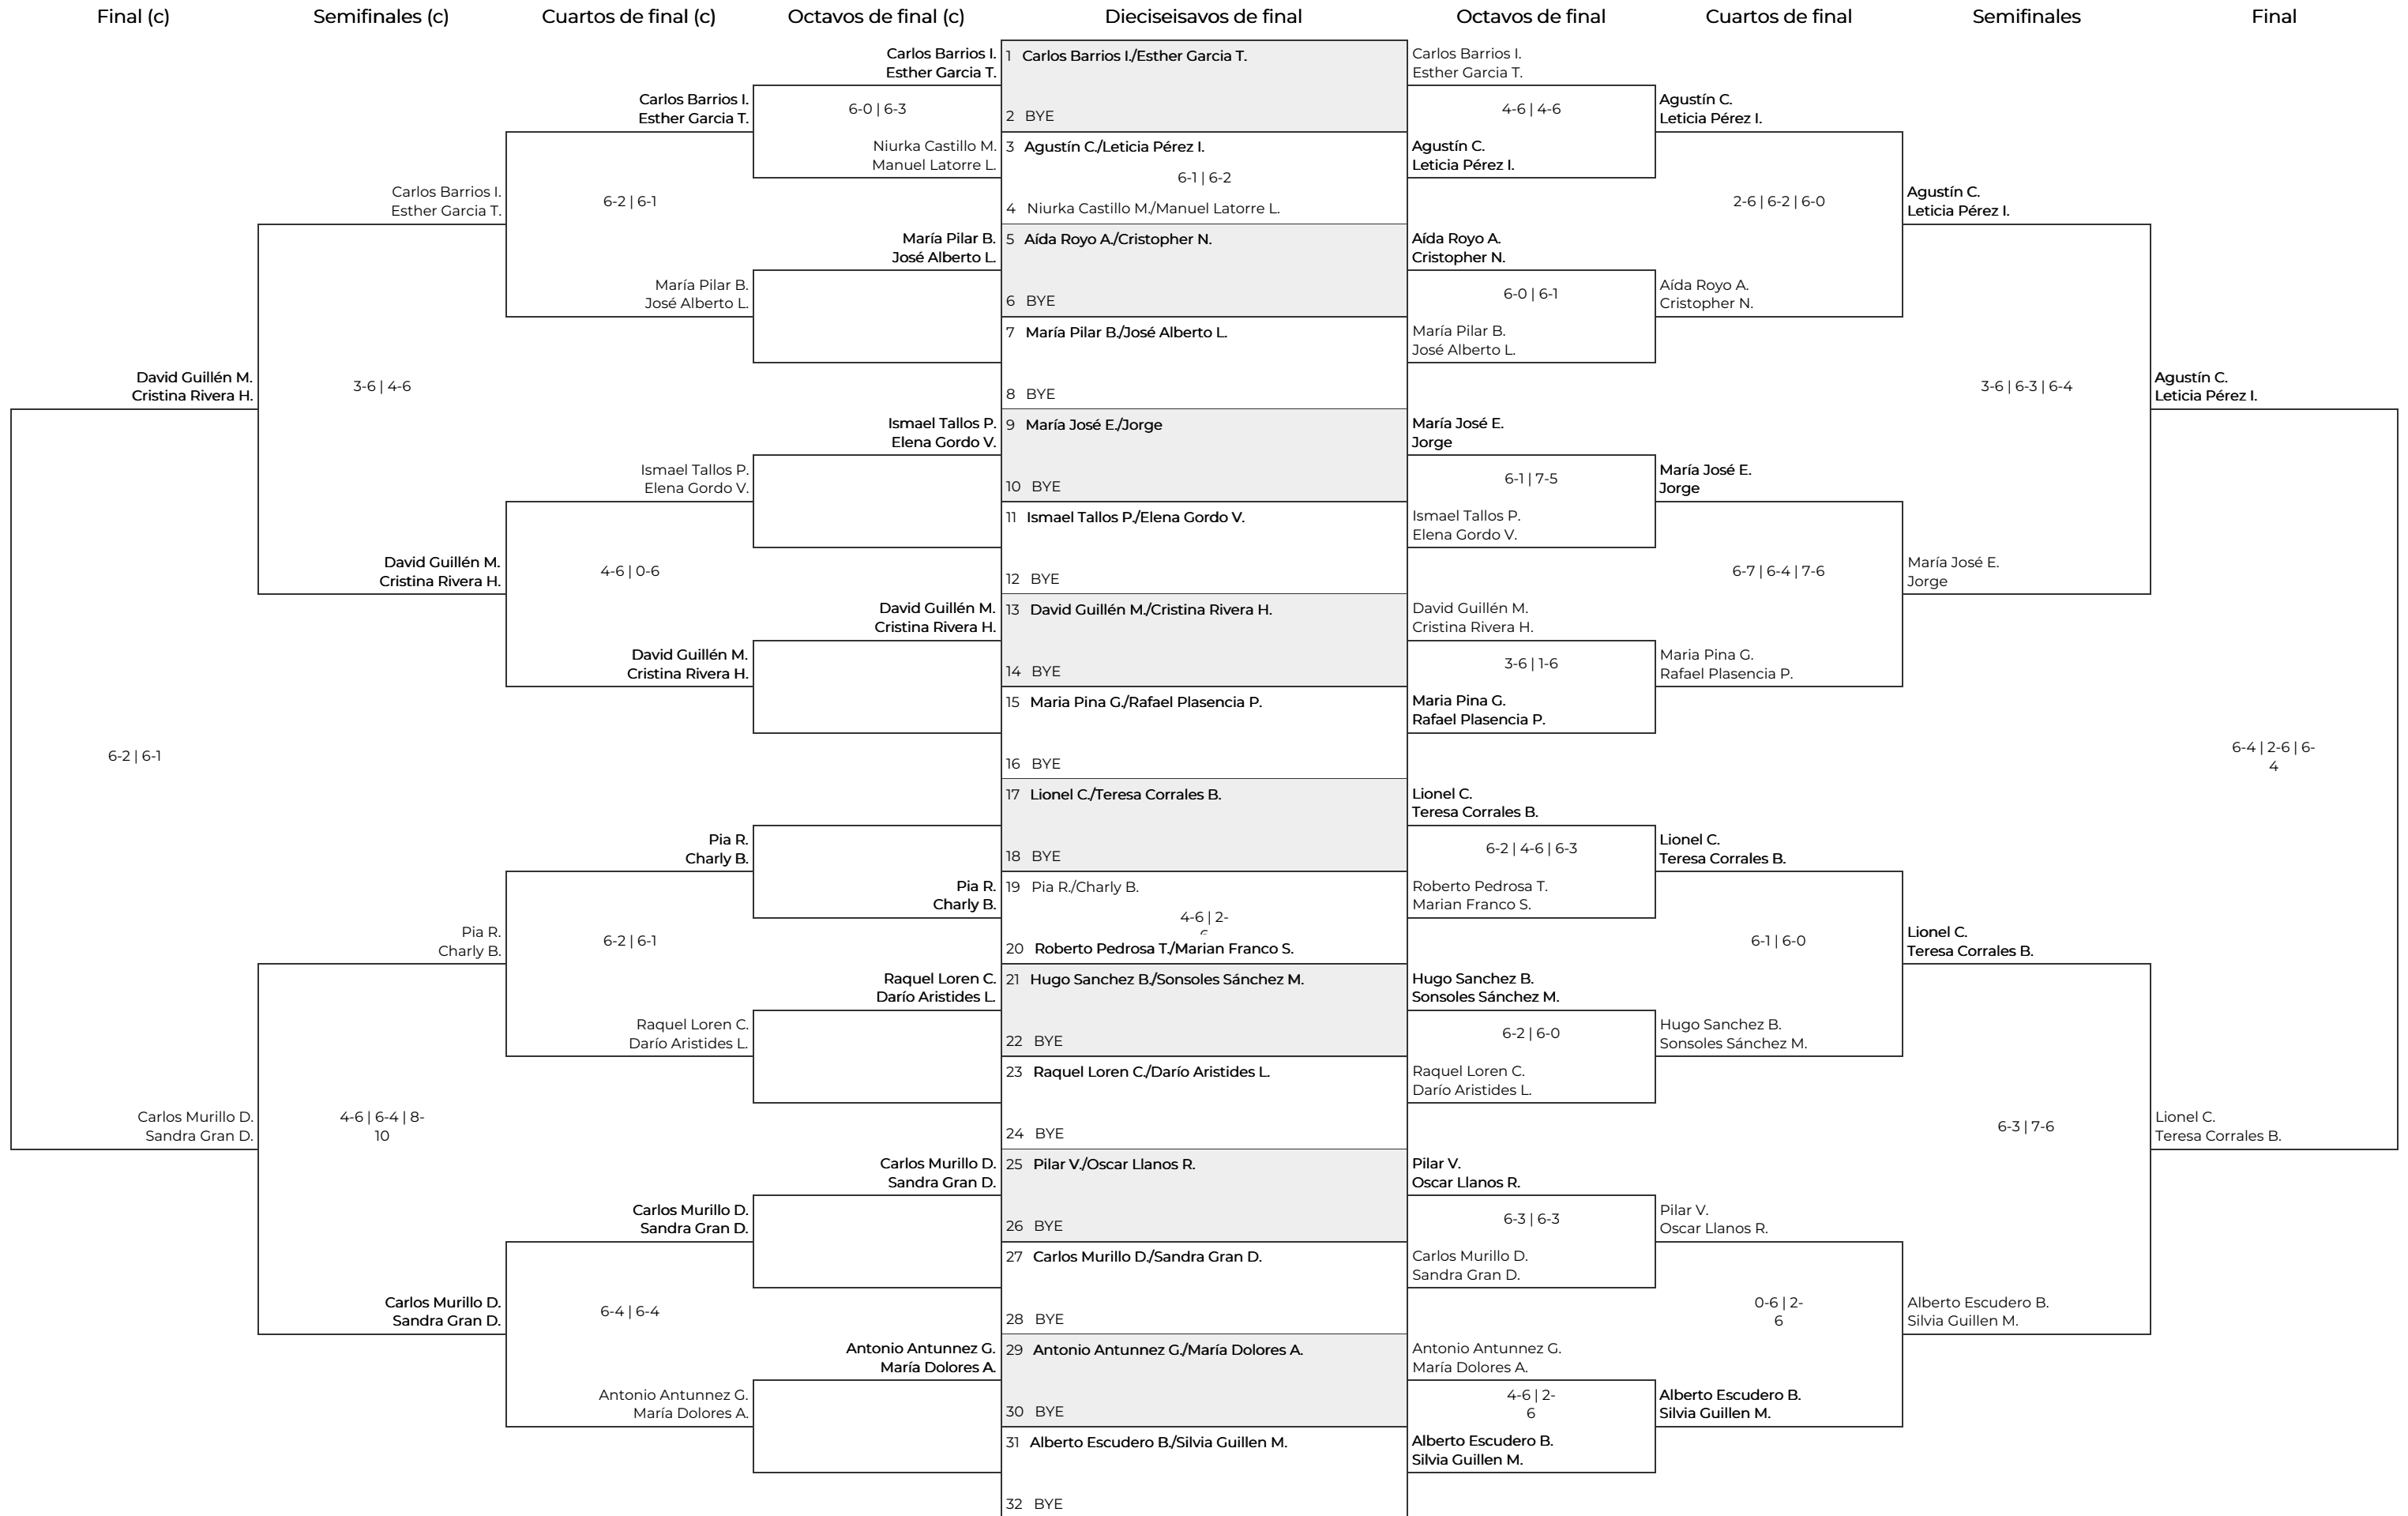 Final (c)
Semifinales (c)
Cuartos de final (c)
Octavos de final (c)
Dieciseisavos de final
Octavos de final
Cuartos de final
Semifinales
Final
David Guillén M.
Cristina Rivera H.
6-2 | 6-1
Carlos Murillo D.
Sandra Gran D.
Carlos Barrios I.
Esther Garcia T.
3-6 | 4-6
David Guillén M.
Cristina Rivera H.
Pia R.
Charly B.
4-6 | 6-4 | 8-
10
Carlos Murillo D.
Sandra Gran D.
Carlos Barrios I.
Esther Garcia T.
6-2 | 6-1
María Pilar B.
José Alberto L.
Ismael Tallos P.
Elena Gordo V.
4-6 | 0-6
David Guillén M.
Cristina Rivera H.
Pia R.
Charly B.
6-2 | 6-1
Raquel Loren C.
Darío Aristides L.
Carlos Murillo D.
Sandra Gran D.
6-4 | 6-4
Antonio Antunnez G.
María Dolores A.
Carlos Barrios I.
Esther Garcia T.
6-0 | 6-3
Niurka Castillo M.
Manuel Latorre L.
María Pilar B.
José Alberto L.
Ismael Tallos P.
Elena Gordo V.
David Guillén M.
Cristina Rivera H.
Pia R.
Charly B.
Raquel Loren C.
Darío Aristides L.
Carlos Murillo D.
Sandra Gran D.
Antonio Antunnez G.
María Dolores A.
1 Carlos Barrios I./Esther Garcia T.
2 BYE
3 Agustín C./Leticia Pérez I.
6-1 | 6-2
4 Niurka Castillo M./Manuel Latorre L.
5 Aída Royo A./Cristopher N.
6 BYE
7 María Pilar B./José Alberto L.
8 BYE
9 María José E./Jorge
10 BYE
11 Ismael Tallos P./Elena Gordo V.
12 BYE
13 David Guillén M./Cristina Rivera H.
14 BYE
15 Maria Pina G./Rafael Plasencia P.
16 BYE
17 Lionel C./Teresa Corrales B.
18 BYE
19 Pia R./Charly B.
4-6 | 2-
20 Roberto Pedrosa T./Marian Franco S.
21 Hugo Sanchez B./Sonsoles Sánchez M.
22 BYE
23 Raquel Loren C./Darío Aristides L.
24 BYE
25 Pilar V./Oscar Llanos R.
26 BYE
27 Carlos Murillo D./Sandra Gran D.
28 BYE
29 Antonio Antunnez G./María Dolores A.
30 BYE
31 Alberto Escudero B./Silvia Guillen M.
32 BYE
Carlos Barrios I.
Esther Garcia T.
4-6 | 4-6
Agustín C.
Leticia Pérez I.
Aída Royo A.
Cristopher N.
6-0 | 6-1
María Pilar B.
José Alberto L.
María José E.
Jorge
6-1 | 7-5
Ismael Tallos P.
Elena Gordo V.
David Guillén M.
Cristina Rivera H.
3-6 | 1-6
Maria Pina G.
Rafael Plasencia P.
Lionel C.
Teresa Corrales B.
6-2 | 4-6 | 6-3
Roberto Pedrosa T.
Marian Franco S.
Hugo Sanchez B.
Sonsoles Sánchez M.
6-2 | 6-0
Raquel Loren C.
Darío Aristides L.
Pilar V.
Oscar Llanos R.
6-3 | 6-3
Carlos Murillo D.
Sandra Gran D.
Antonio Antunnez G.
María Dolores A.
4-6 | 2-
6
Alberto Escudero B.
Silvia Guillen M.
Agustín C.
Leticia Pérez I.
2-6 | 6-2 | 6-0
Aída Royo A.
Cristopher N.
María José E.
Jorge
6-7 | 6-4 | 7-6
Maria Pina G.
Rafael Plasencia P.
Lionel C.
Teresa Corrales B.
6-1 | 6-0
Hugo Sanchez B.
Sonsoles Sánchez M.
Pilar V.
Oscar Llanos R.
0-6 | 2-
6
Alberto Escudero B.
Silvia Guillen M.
Agustín C.
Leticia Pérez I.
3-6 | 6-3 | 6-4
María José E.
Jorge
Lionel C.
Teresa Corrales B.
6-3 | 7-6
Alberto Escudero B.
Silvia Guillen M.
Agustín C.
Leticia Pérez I.
6-4 | 2-6 | 6-
4
Lionel C.
Teresa Corrales B.